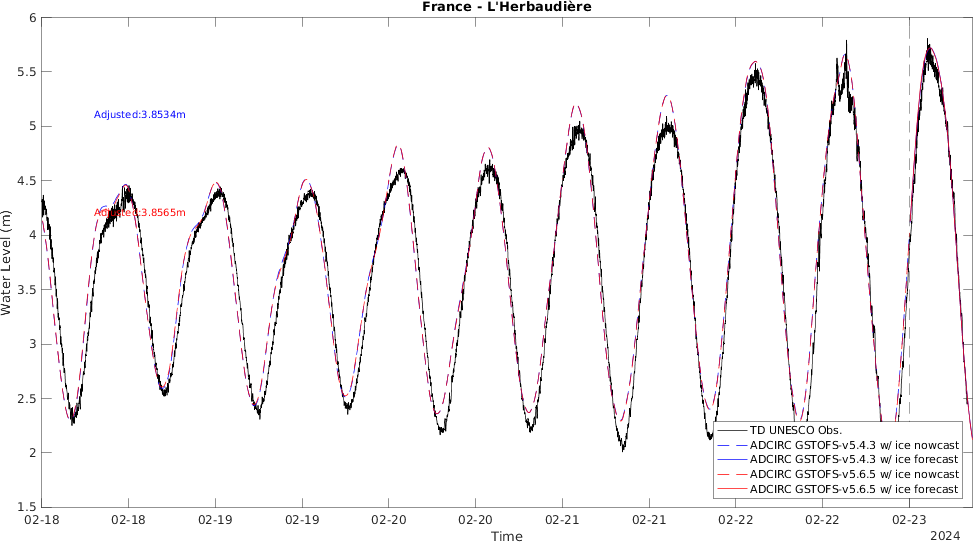 France - L'Herbaudière
Water Level (m)
6
5.5
5
4.5
4
3.5
3
2.5
2
1.5
Adjusted:3.8534m
Adjusted:3.8565m
TD UNESCO Obs.
ADCIRC GSTOFS-v5.4.3 w/ ice nowcast
ADCIRC GSTOFS-v5.4.3 w/ ice forecast
ADCIRC GSTOFS-v5.6.5 w/ ice nowcast
ADCIRC GSTOFS-v5.6.5 w/ ice forecast
02-18 02-18 02-19 02-19 02-20 02-20 02-21 02-21 02-22 02-22 02-23
Time
2024